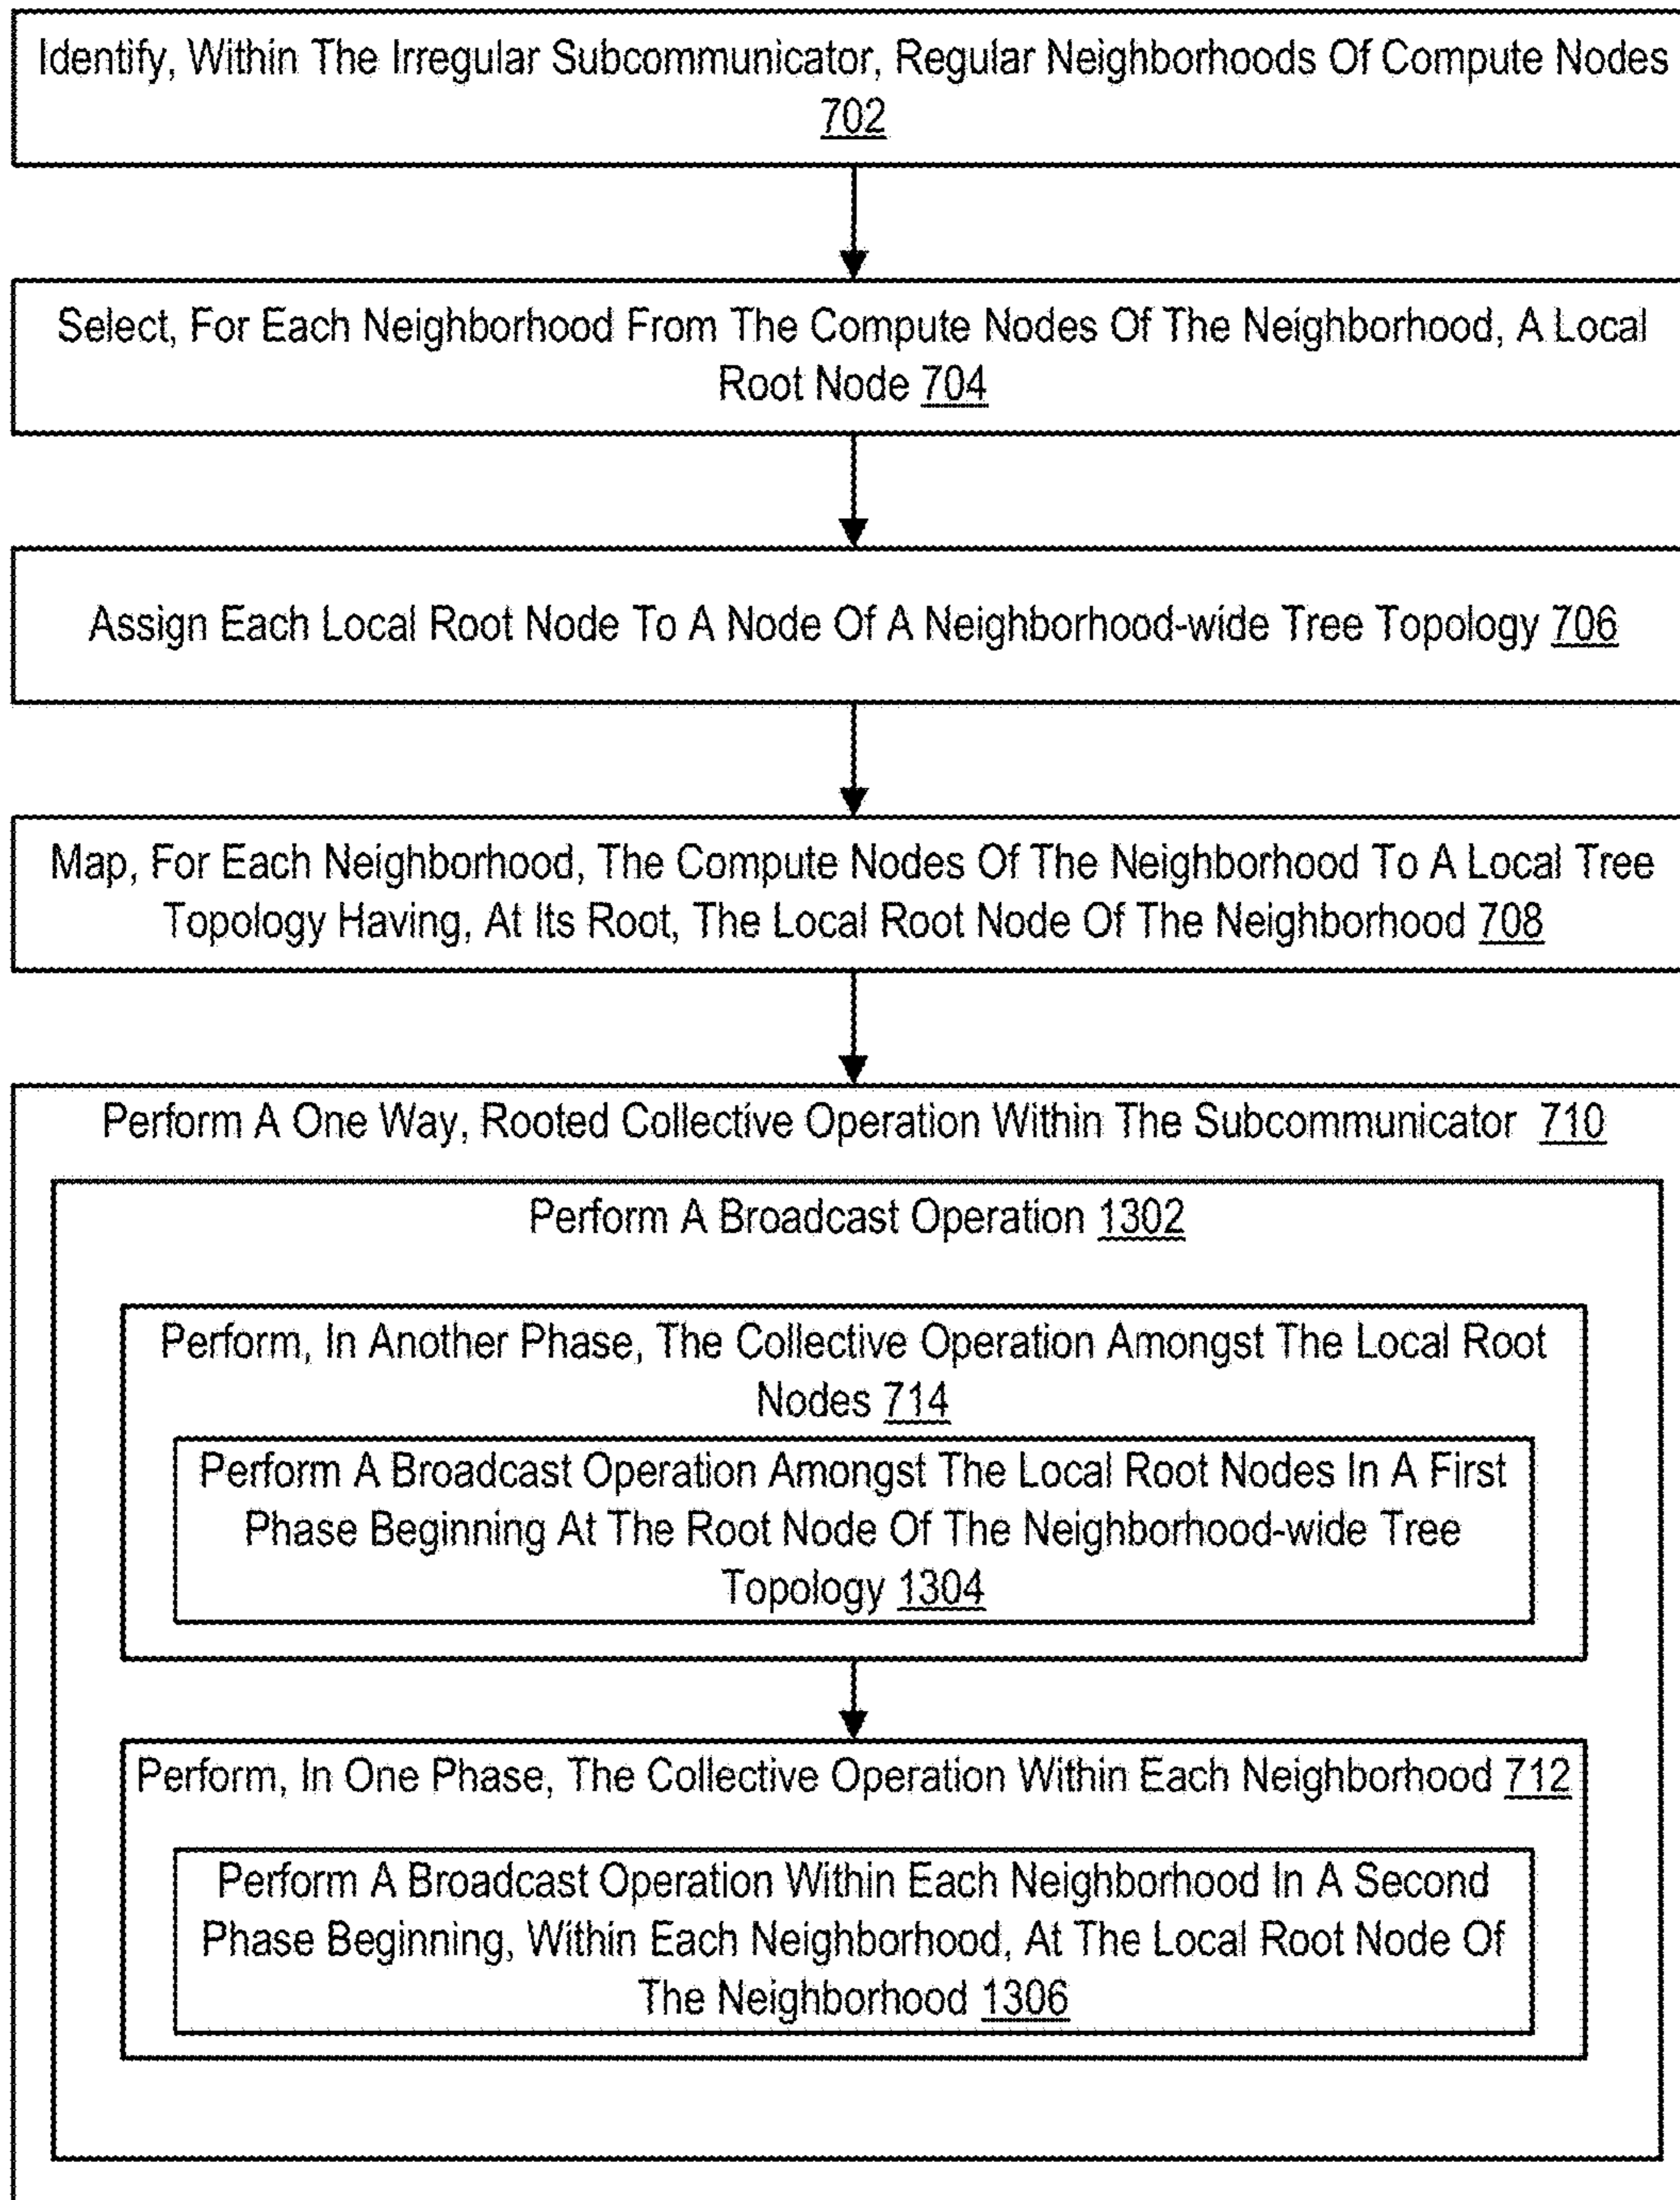 Identify, Within The Irregular Subcommunicator, Regular Neighborhoods Of Compute Nodes
702
Select, For Each Neighborhood From The Compute Nodes Of The Neighborhood, A Local
Root Node 704
Assign Each Local Root Node To A Node Of A Neighborhood-wide Tree Topology 706
Map, For Each Neighborhood, The Compute Nodes Of The Neighborhood To A Local Tree
Topology Having, At Its Root, The Local Root Node Of The Neighborhood 708
Perform A One Way, Rooted Collective Operation Within The Subcommunicator 710
Perform A Broadcast Operation 1302
Perform, In Another Phase, The Collective Operation Amongst The Local Root
Nodes 714
Perform A Broadcast Operation Amongst The Local Root Nodes In A First
Phase Beginning At The Root Node Of The Neighborhood-wide Tree
Topology 1304
Perform, In One Phase, The Collective Operation Within Each Neighborhood 712
Perform A Broadcast Operation Within Each Neighborhood In A Second
Phase Beginning, Within Each Neighborhood, At The Local Root Node Of
The Neighborhood 1306